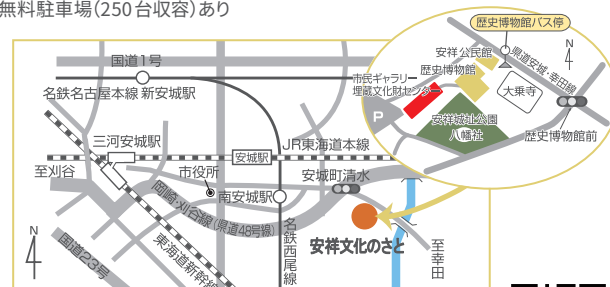 無料駐車場(250台収容)あり
歴史博物館バス停
国道1号
安祥公民館
県道安城・幸田線
N
市民ギャラリー
埋蔵文化財センター
歴史博物館
大乗寺
名鉄名古屋本線 新安城駅
P
安祥城址公園
八幡社
歴史博物館前
三河安城駅
JR東海道本線
安城駅
至刈谷
市役所
安城町清水
南安城駅
岡崎・刈谷線(県道48号線)
名鉄西尾線
安祥文化のさと
至幸田
N
国道23号
東海道新幹線